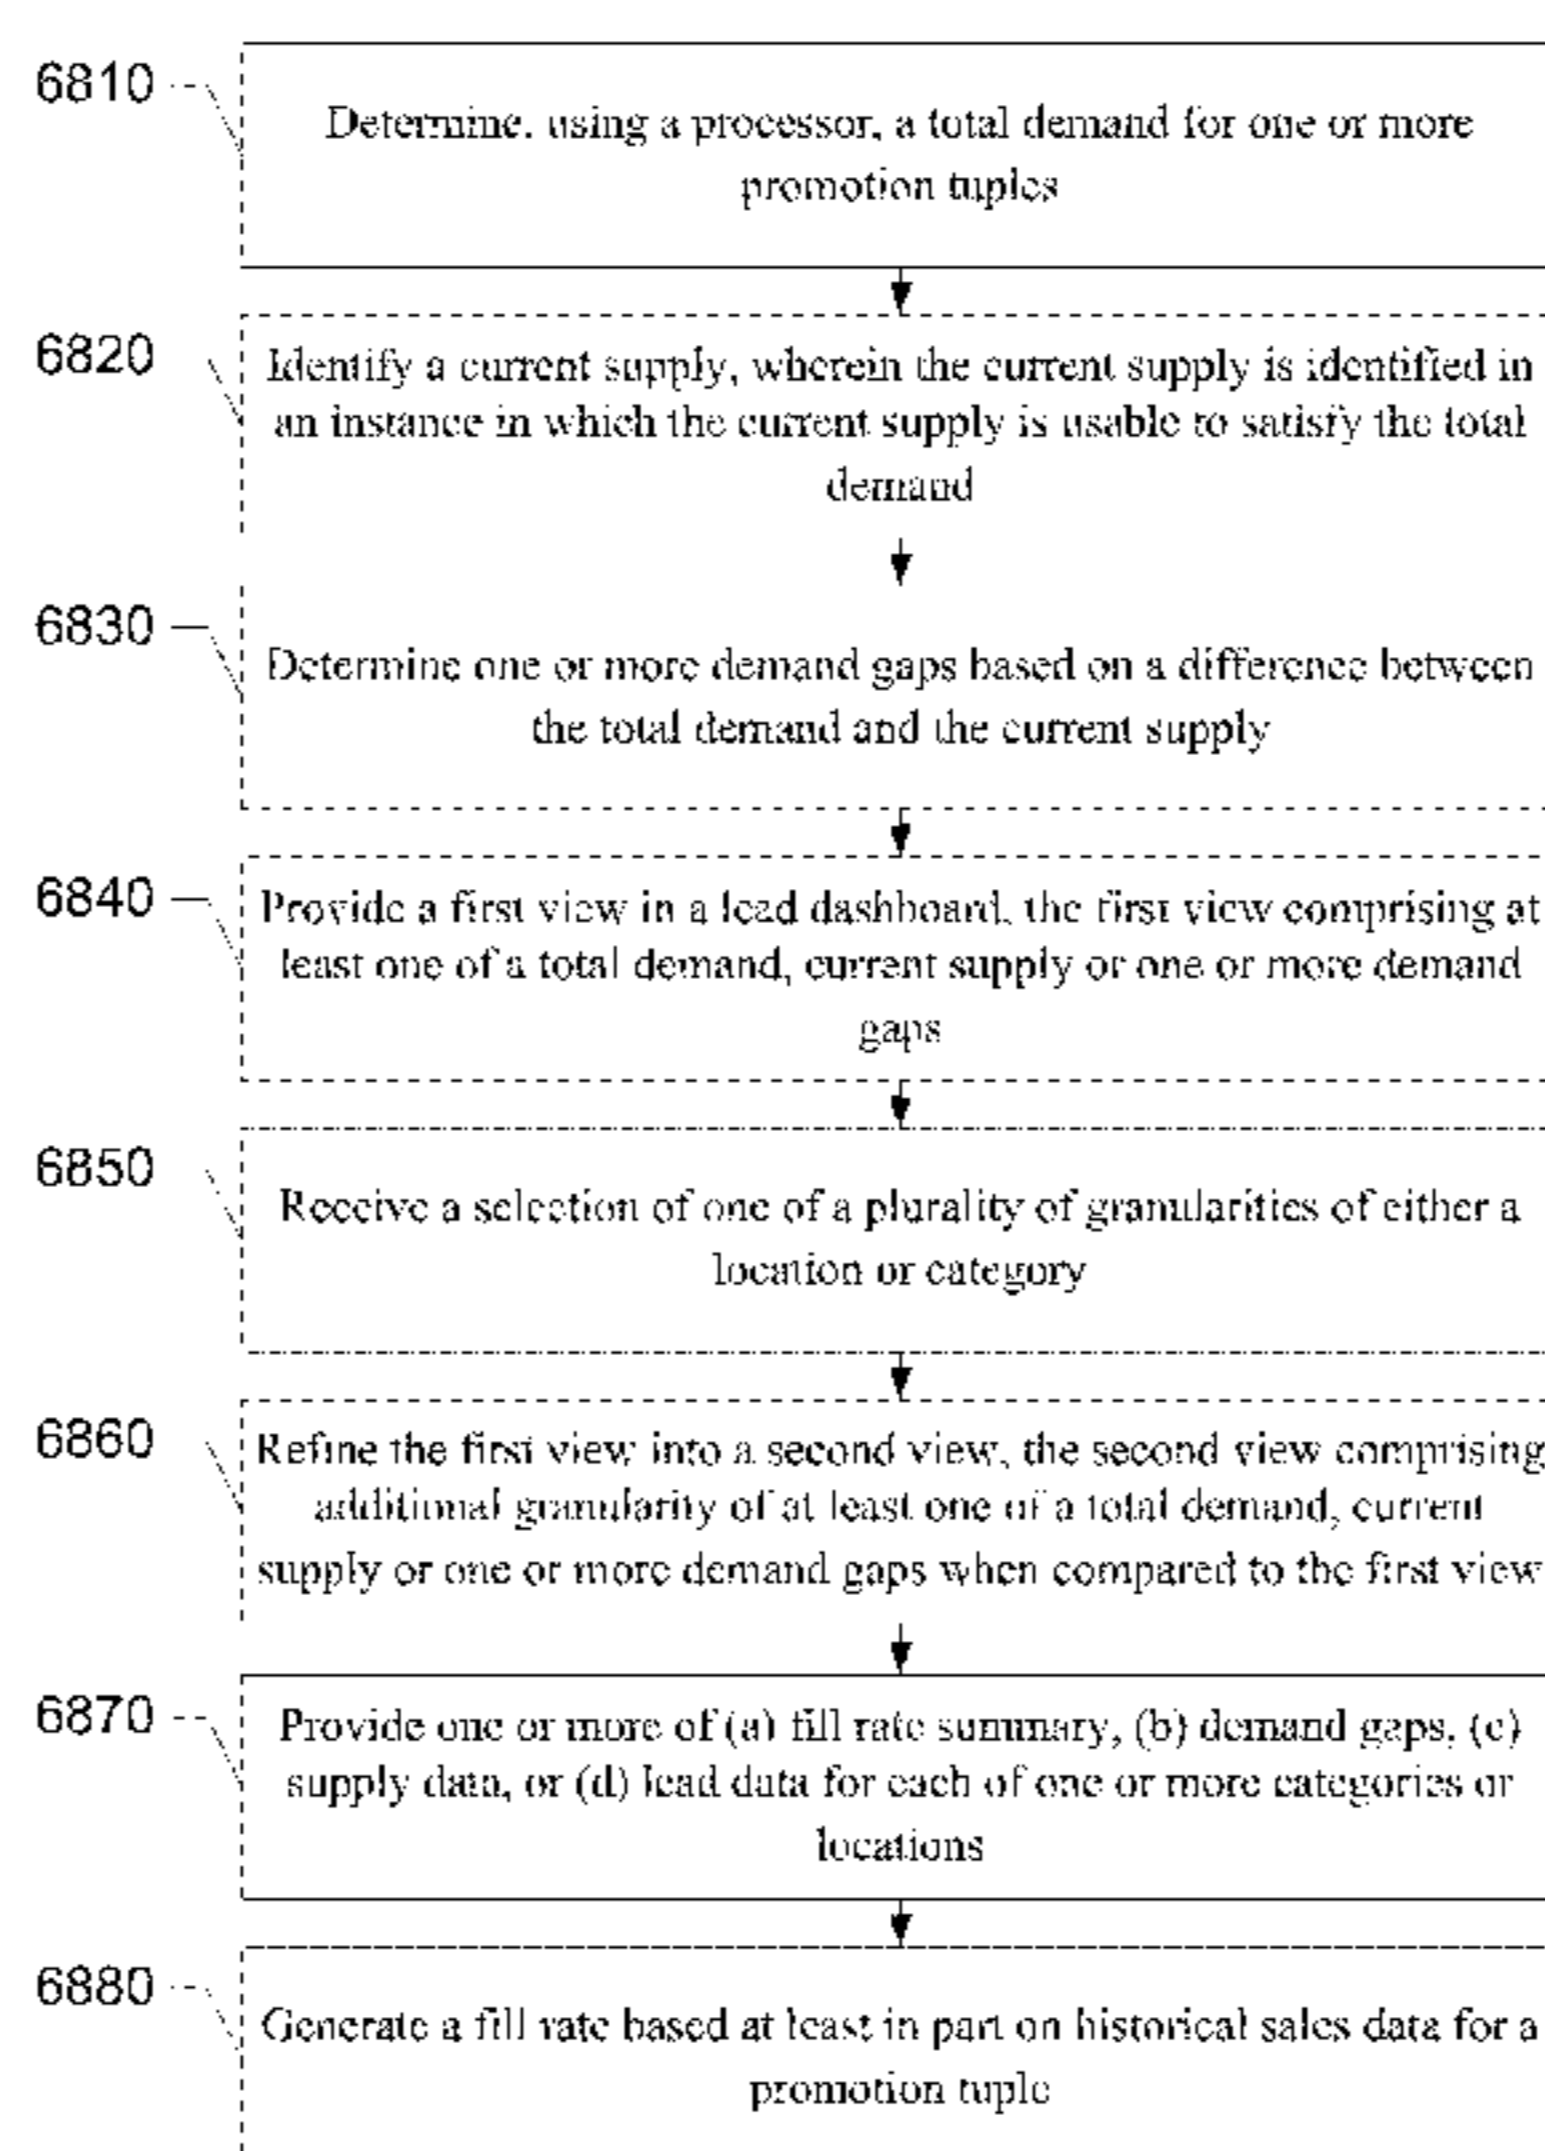 6810
Determine, using a processor, a total demand for one or more
promotion tuples
6820
Identify a current supply, wherein the current supply is identified in
an instance in which the current supply is usable to satisfy the total
demand
6830
Determine one or more demand gaps based on a difference between
the total demand and the current supply
6840
Provide a first view in a lead dashboard, the first view comprising at
least one of a total demand, current supply or one or more demand
gaps
6850
Receive a selection of one of a plurality of granularities of either a
location or category
6860
Refine the first view into a second view, the second view comprising
additional granularity of at least one of a total demand, current
supply or one or more demand gaps when compared to the first view
6870
Provide one or more of (a) fill rate summary, (b) demand gaps, (c)
supply data, or (d) lead data for each of one or more categories or
locations
6880
Generate a fill rate based at least in part on historical sales data for a
promotion tuple